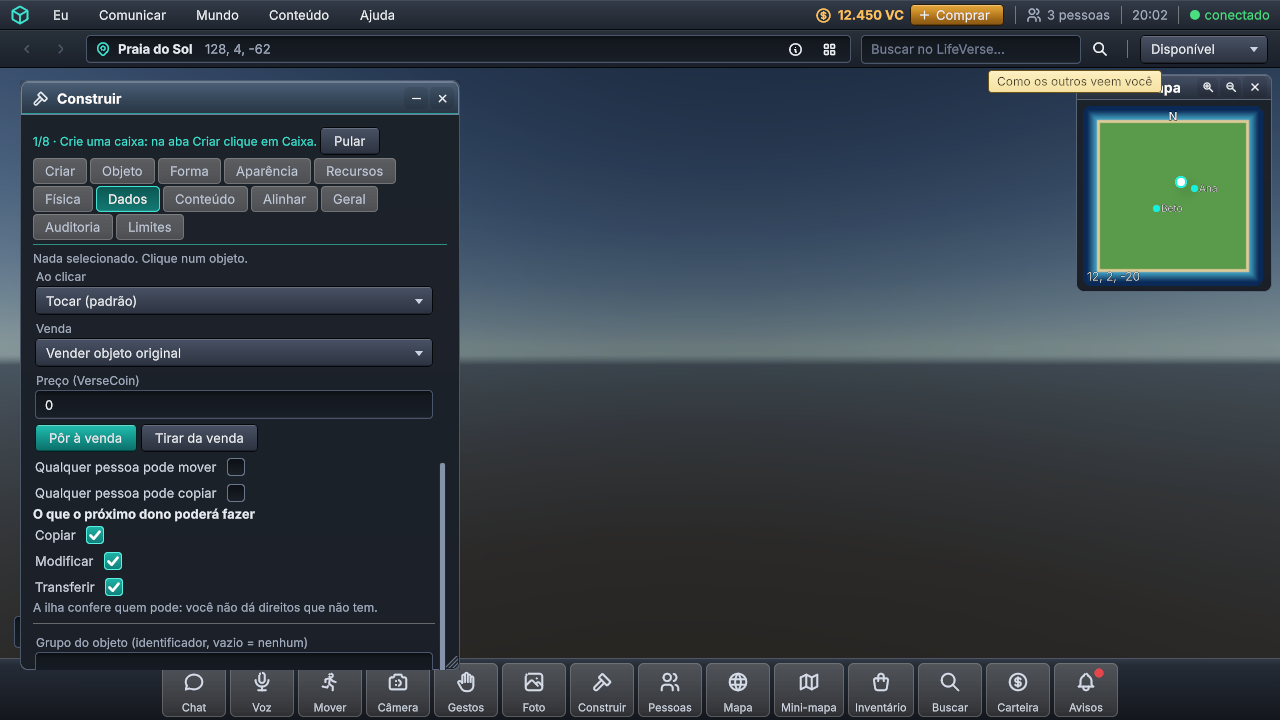 Eu Comunicar Mundo Conteúdo Ajuda 12.450 VC + Comprar 3 pessoas 20:02 conectado
Praia do Sol 128, 4, -62 Buscar no LifeVerse... Disponível
Como os outros veem você
Construir
1/8 · Crie uma caixa: na aba Criar clique em Caixa. Pular
Criar Objeto Forma Aparência Recursos
Física Dados Conteúdo Alinhar Geral
Auditoria Limites
Nada selecionado. Clique num objeto.
Ao clicar
Tocar (padrão)
Venda
Vender objeto original
Preço (VerseCoin)
0
Pôr à venda Tirar da venda
Qualquer pessoa pode mover
Qualquer pessoa pode copiar
O que o próximo dono poderá fazer
Copiar
Modificar
Transferir
A ilha confere quem pode: você não dá direitos que não tem.
Grupo do objeto (identificador, vazio = nenhum)
N
Ana
Beto
12, 2, -20
Chat Voz Mover Câmera Gestos Foto Construir Pessoas Mapa Mini-mapa Inventário Buscar Carteira Avisos